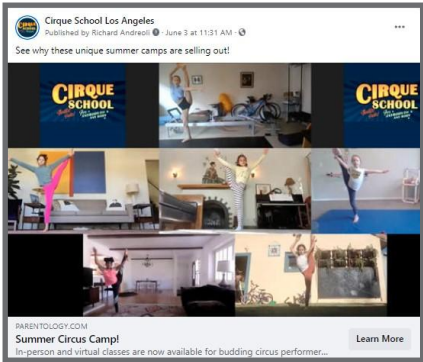 Cirque School Los Angeles
Published by Richard Andreoli · June 3 at 11:31 AM ·
See why these unique summer camps are selling out!
CIRQUE
SCHOOL
CIRQUE
SCHOOL
PARENTOLOGY.COM
Summer Circus Camp!
In-person and virtual classes are now available for budding circus performer...
Learn More